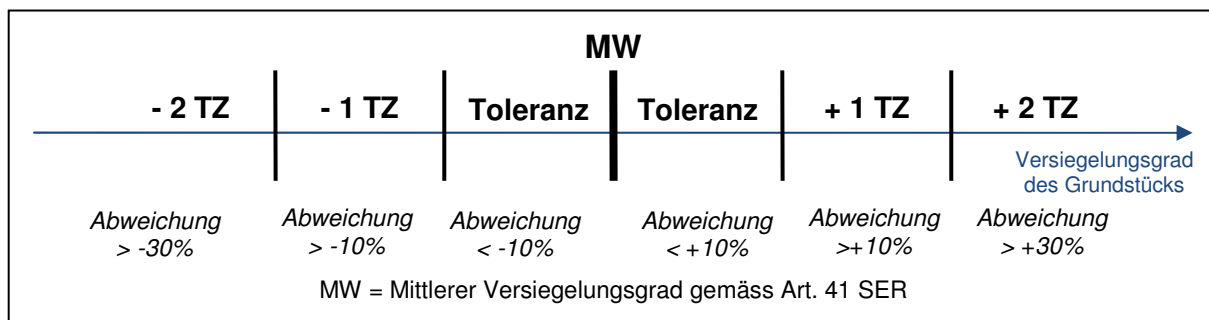 MW
- 2 TZ - 1 TZ Toleranz Toleranz + 1 TZ + 2 TZ
Versiegelungsgrad
des Grundstücks
Abweichung Abweichung Abweichung Abweichung Abweichung Abweichung
> -30% > -10% < -10% < +10% >+10% > +30%
MW = Mittlerer Versiegelungsgrad gemäss Art. 41 SER